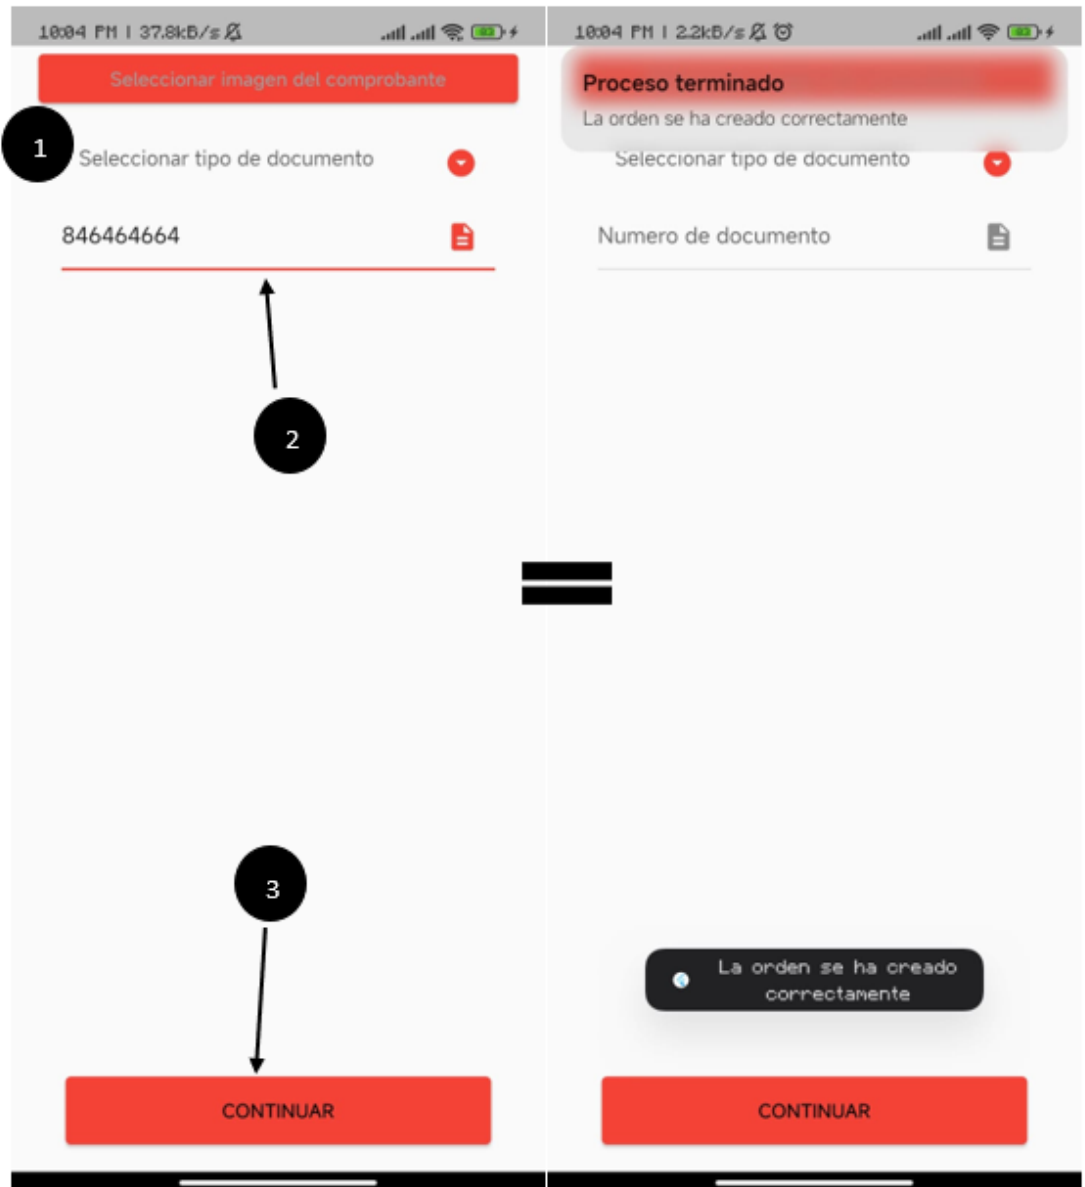 10:04 PM | 37.8kB/s
Seleccionar imagen del comprobante
1
Seleccionar tipo de documento
846464664
2
3
CONTINUAR
10:04 PM | 2.2kB/s
Proceso terminado
La orden se ha creado correctamente
Seleccionar tipo de documento
Numero de documento
La orden se ha creado
correctamente
CONTINUAR